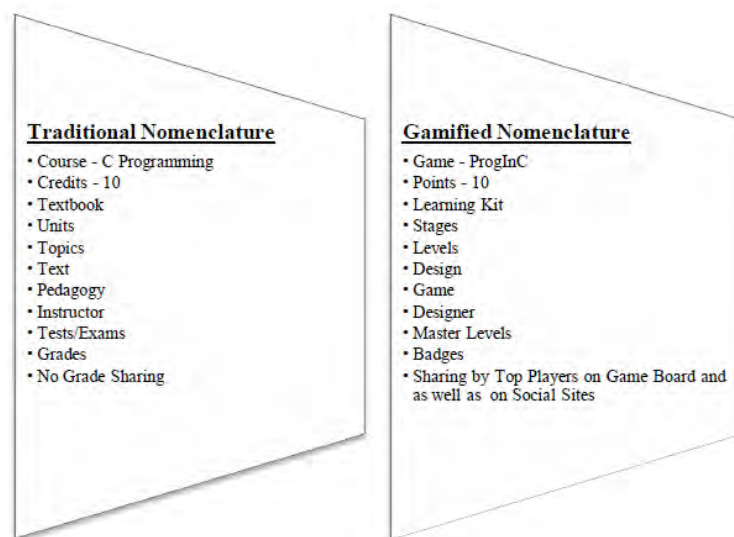 Traditional Nomenclature
• Course - C Programming
• Credits - 10
• Textbook
• Units
• Topics
• Text
• Pedagogy
• Instructor
• Tests/Exams
• Grades
• No Grade Sharing
Gamified Nomenclature
• Game - ProgInC
• Points - 10
• Learning Kit
• Stages
• Levels
• Design
• Game
• Designer
• Master Levels
• Badges
• Sharing by Top Players on Game Board and
as well as on Social Sites